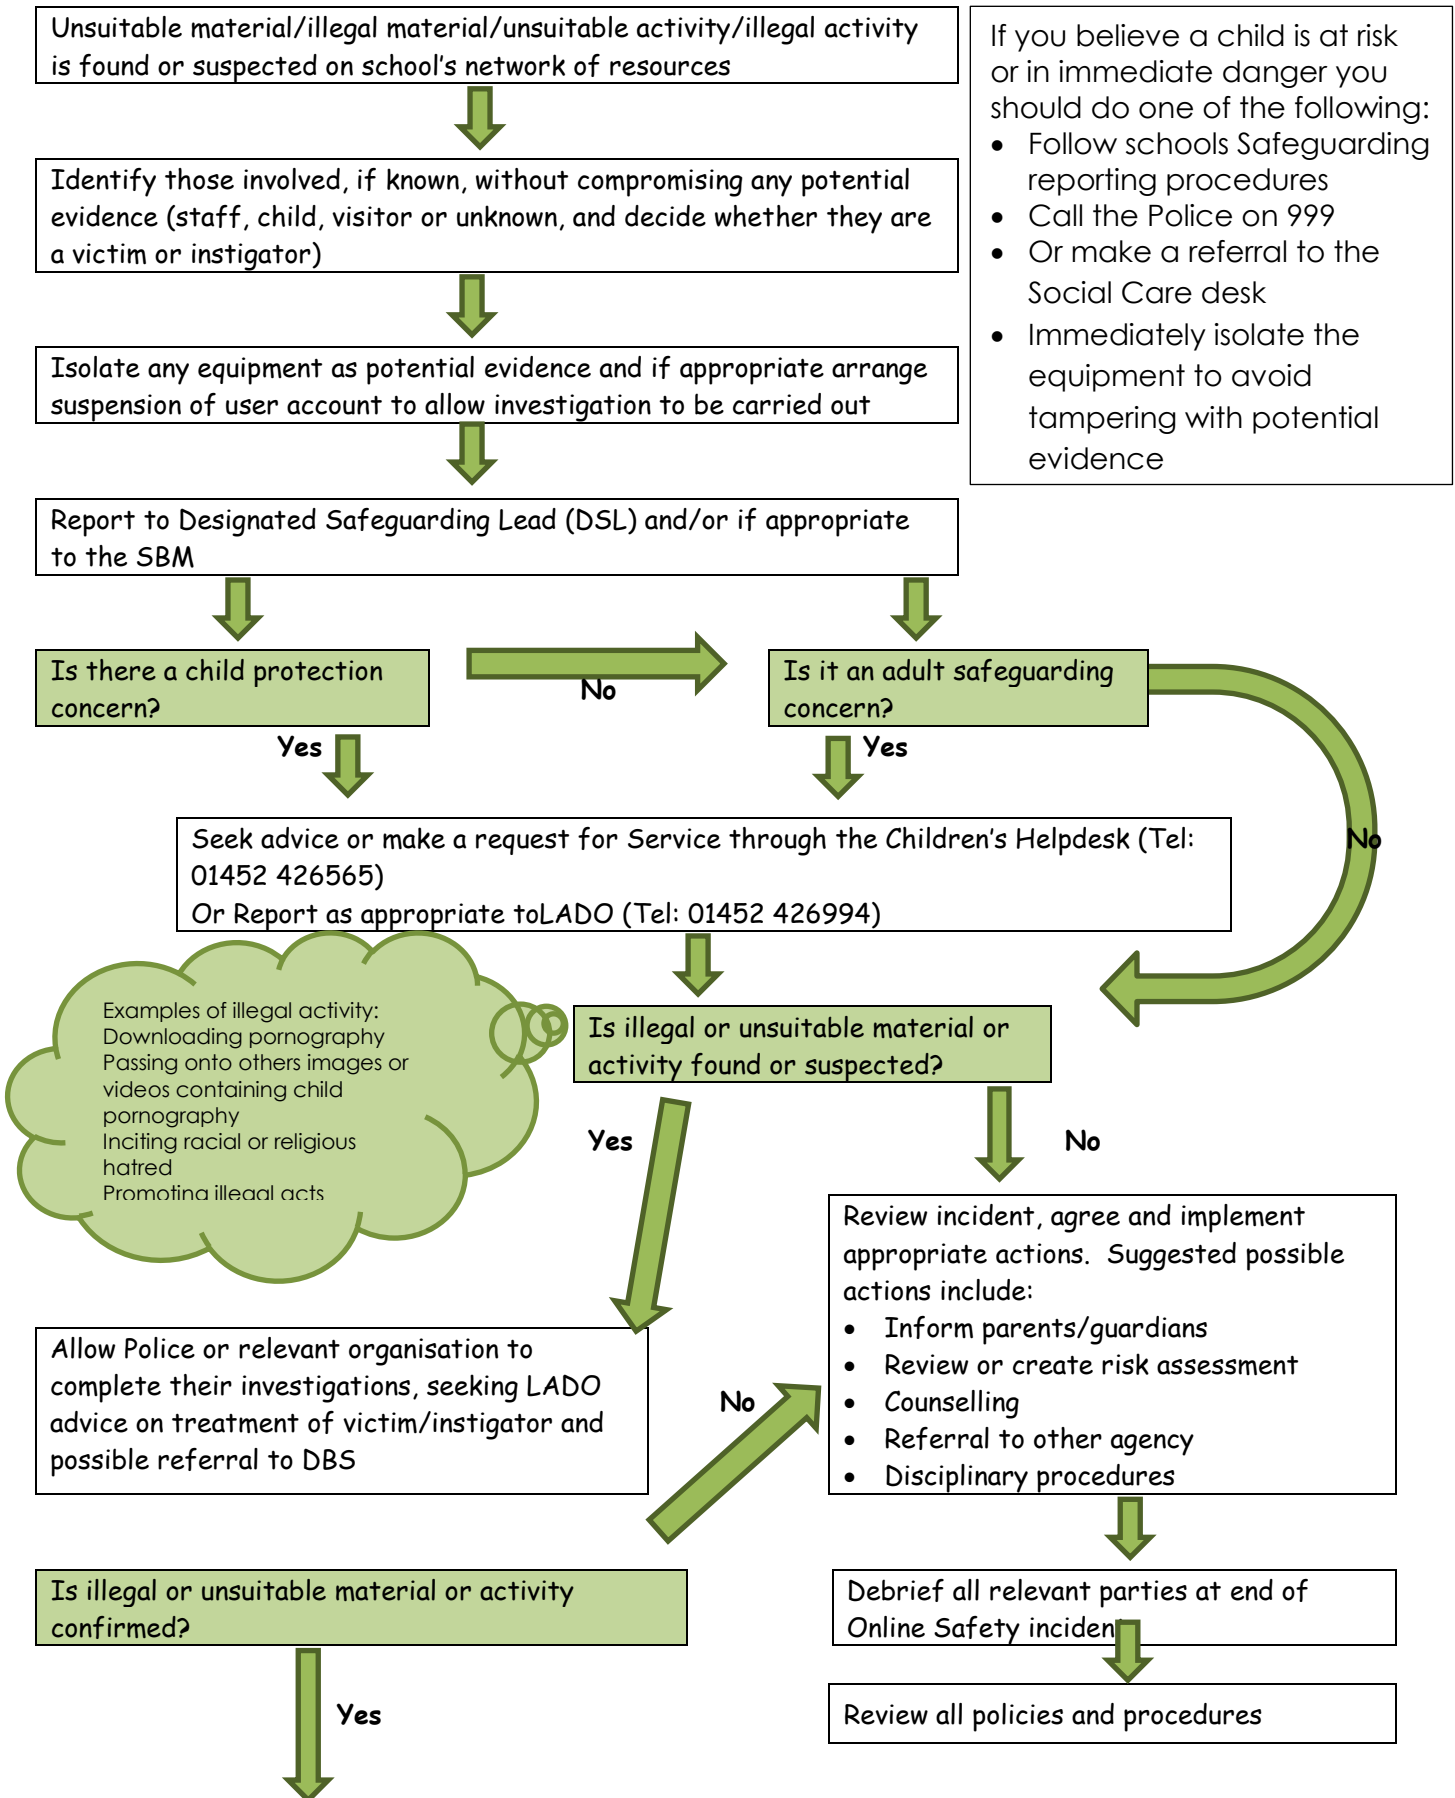 Unsuitable material/illegal material/unsuitable activity/illegal activity
is found or suspected on school's network of resources
If you believe a child is at risk
or in immediate danger you
should do one of the following:
• Follow schools Safeguarding
reporting procedures
• Call the Police on 999
• Or make a referral to the
Social Care desk
• Immediately isolate the
equipment to avoid
tampering with potential
evidence
Identify those involved, if known, without compromising any potential
evidence (staff, child, visitor or unknown, and decide whether they are
a victim or instigator)
Isolate any equipment as potential evidence and if appropriate arrange
suspension of user account to allow investigation to be carried out
Report to Designated Safeguarding Lead (DSL) and/or if appropriate
to the SBM
Is there a child protection
concern?
No
Is it an adult safeguarding
concern?
Yes
Yes
No
Seek advice or make a request for Service through the Children's Helpdesk (Tel:
01452 426565)
Or Report as appropriate toLADO (Tel: 01452 426994)
Examples of illegal activity:
Downloading pornography
Passing onto others images or
videos containing child
pornography
Inciting racial or religious
hatred
Promoting illegal acts
Is illegal or unsuitable material or
activity found or suspected?
Yes
No
Review incident, agree and implement
appropriate actions. Suggested possible
actions include:
• Inform parents/guardians
• Review or create risk assessment
• Counselling
• Referral to other agency
• Disciplinary procedures
Allow Police or relevant organisation to
complete their investigations, seeking LADO
advice on treatment of victim/instigator and
possible referral to DBS
No
Is illegal or unsuitable material or activity
confirmed?
Yes
Debrief all relevant parties at end of
Online Safety inciden
Review all policies and procedures